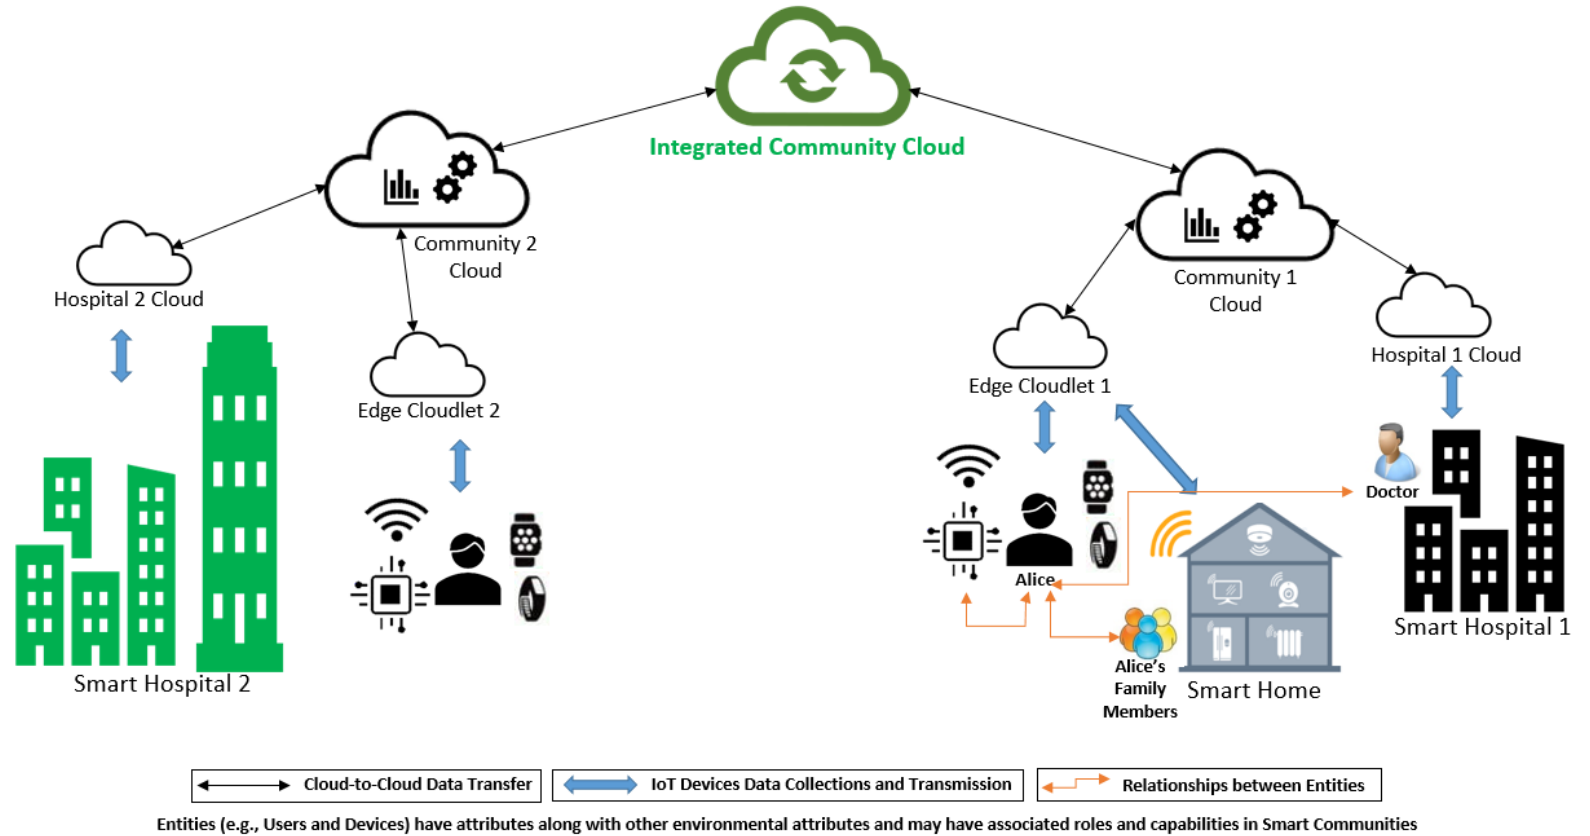 Integrated Community Cloud
Community 2
Cloud
Hospital 2 Cloud
Edge Cloudlet 2
Smart Hospital 2
Community 1
Cloud
Edge Cloudlet 1
Hospital 1 Cloud
Doctor
Alice
Alice's
Family
Members
Smart Home
Smart Hospital 1
Cloud-to-Cloud Data Transfer
IoT Devices Data Collections and Transmission
Relationships between Entities
Entities (e.g., Users and Devices) have attributes along with other environmental attributes and may have associated roles and capabilities in Smart Communities